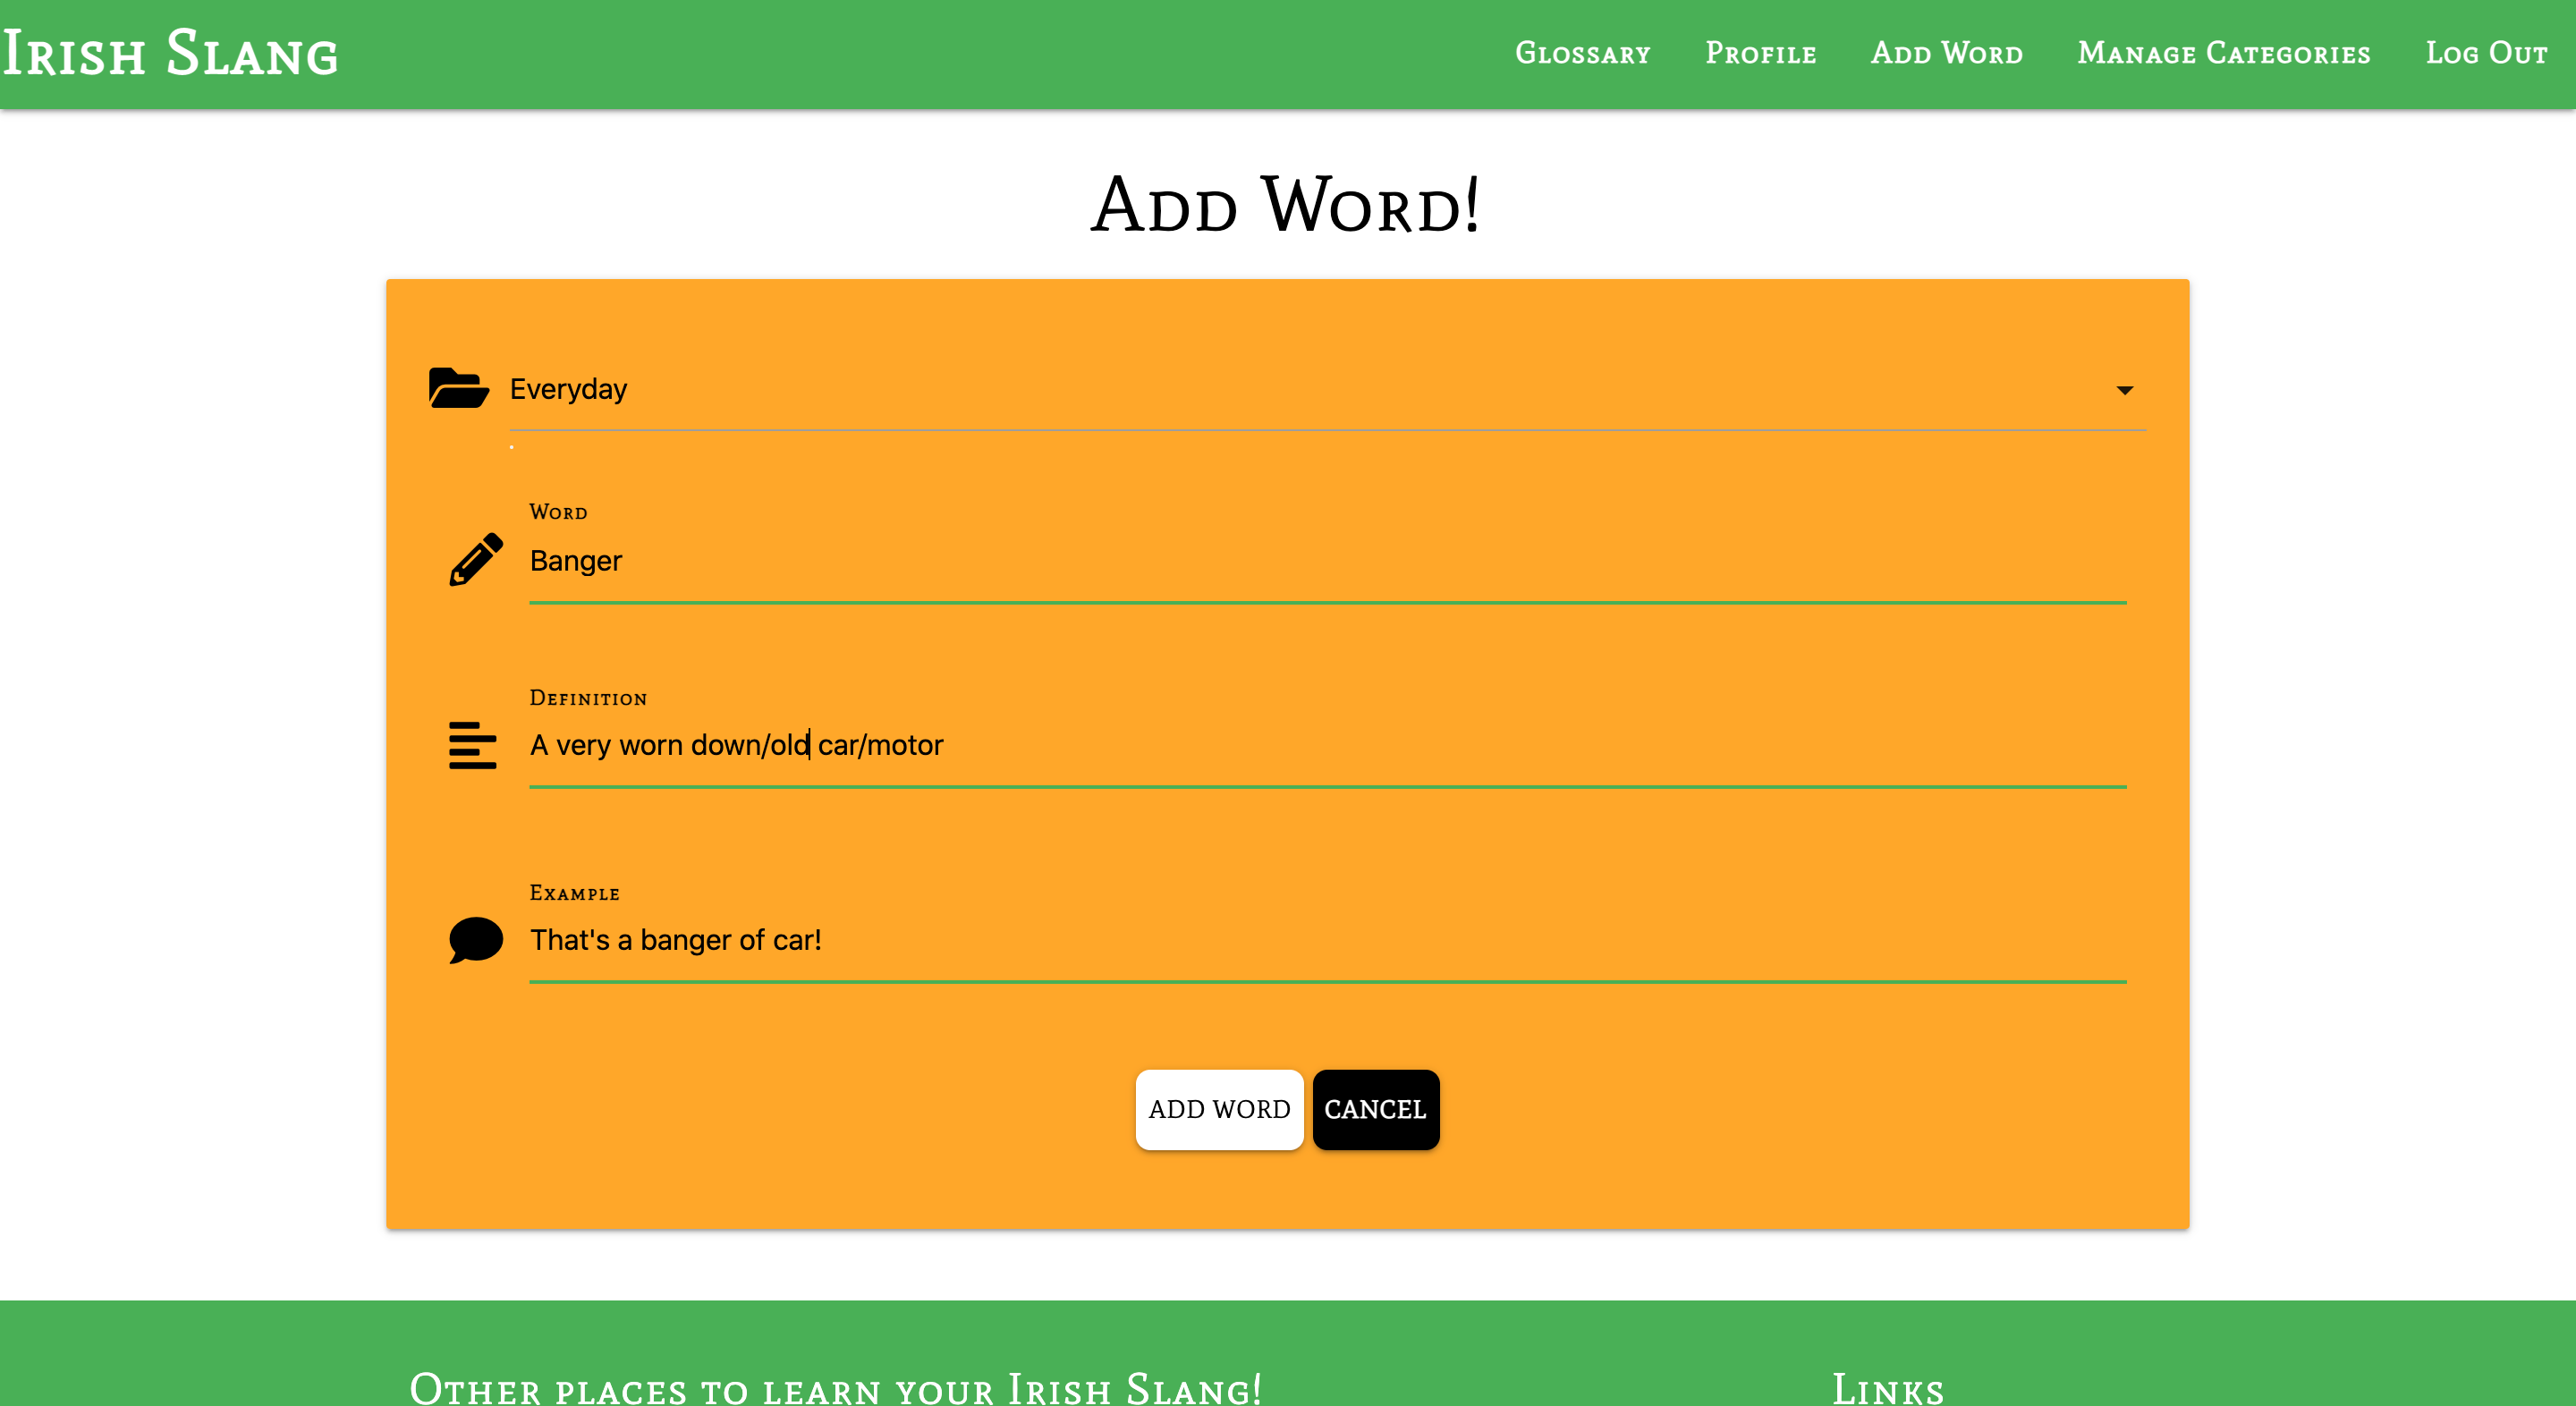 Irish Slang
Glossary Profile Add Word Manage Categories Log Out
Add Word!
Everyday
Word
Banger
Definition
A very worn down/old car/motor
Example
That's a banger of car!
ADD WORD CANCEL
Other places to learn your Irish Slang! Links